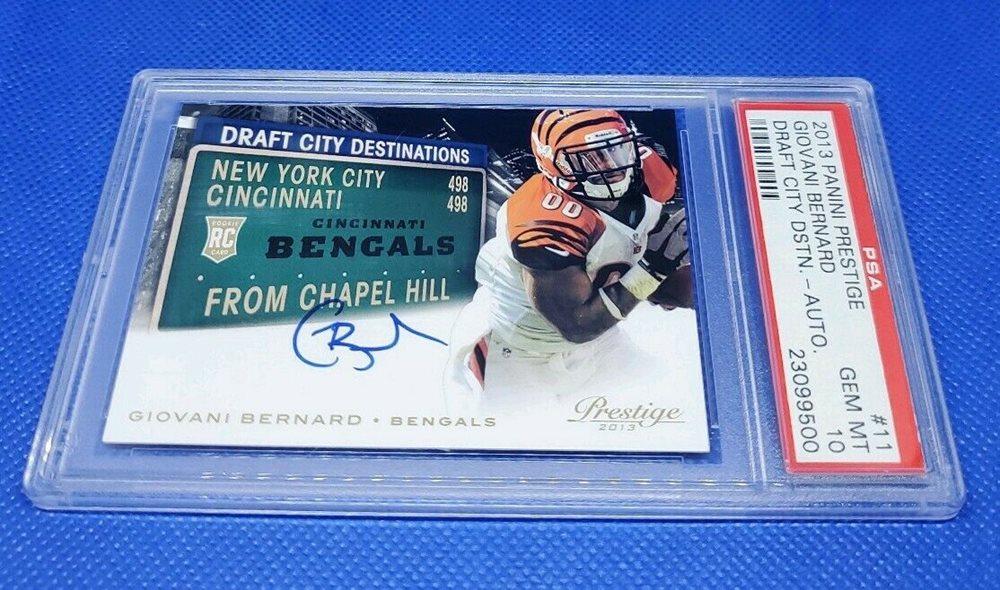 DRAFT CITY DESTINATIONS
NEW YORK CITY 498
CINCINNATI 498
ROOKIE
RC
CARD
CINCINNATI
BENGALS
FROM CHAPEL HILL
00
Riddell
GIOVANI BERNARD • BENGALS
Prestige
2013
PSA
2013 PANINI PRESTIGE #11
GIOVANI BERNARD GEM MT
DRAFT CITY DSTN.-AUTO. 10
23099500